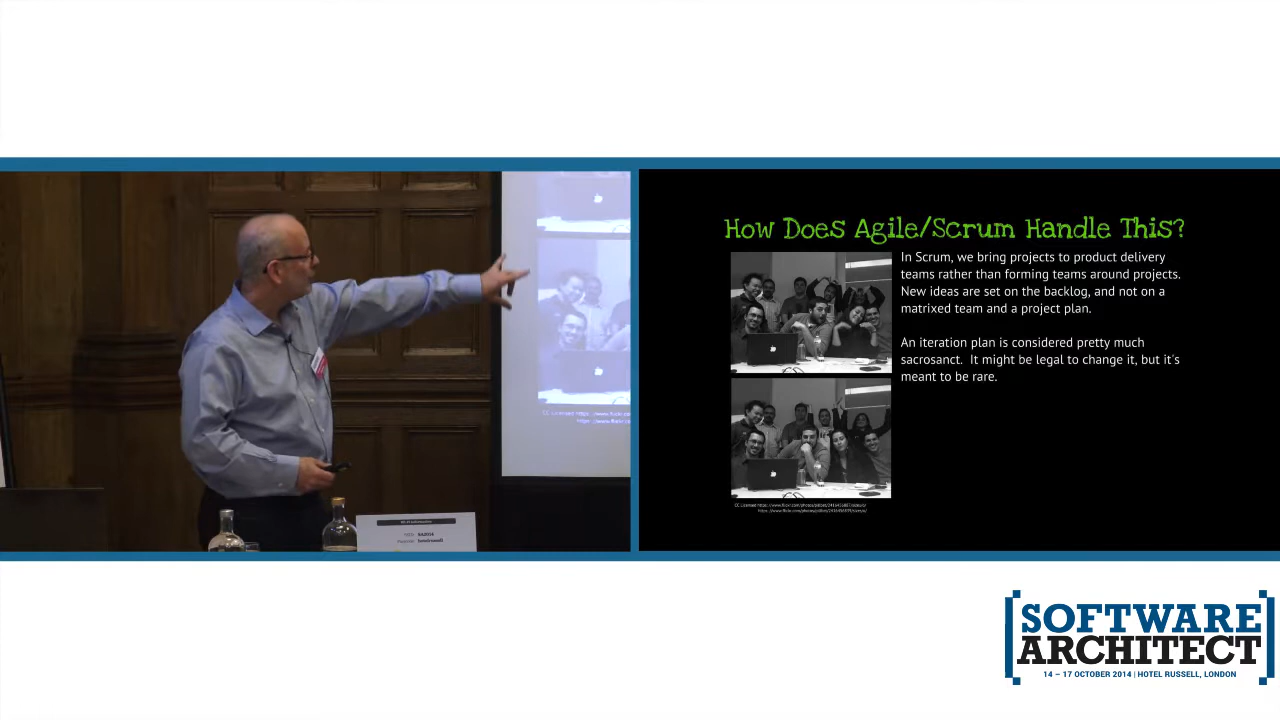 How Does Agile/Scrum Handle This?
In Scrum, we bring projects to product delivery
teams rather than forming teams around projects.
New ideas are set on the backlog, and not on a
matrixed team and a project plan.
An iteration plan is considered pretty much
sacrosanct. It might be legal to change it, but it's
meant to be rare.
SOFTWARE
ARCHITECT
14 – 17 OCTOBER 2014 | HOTEL RUSSELL, LONDON